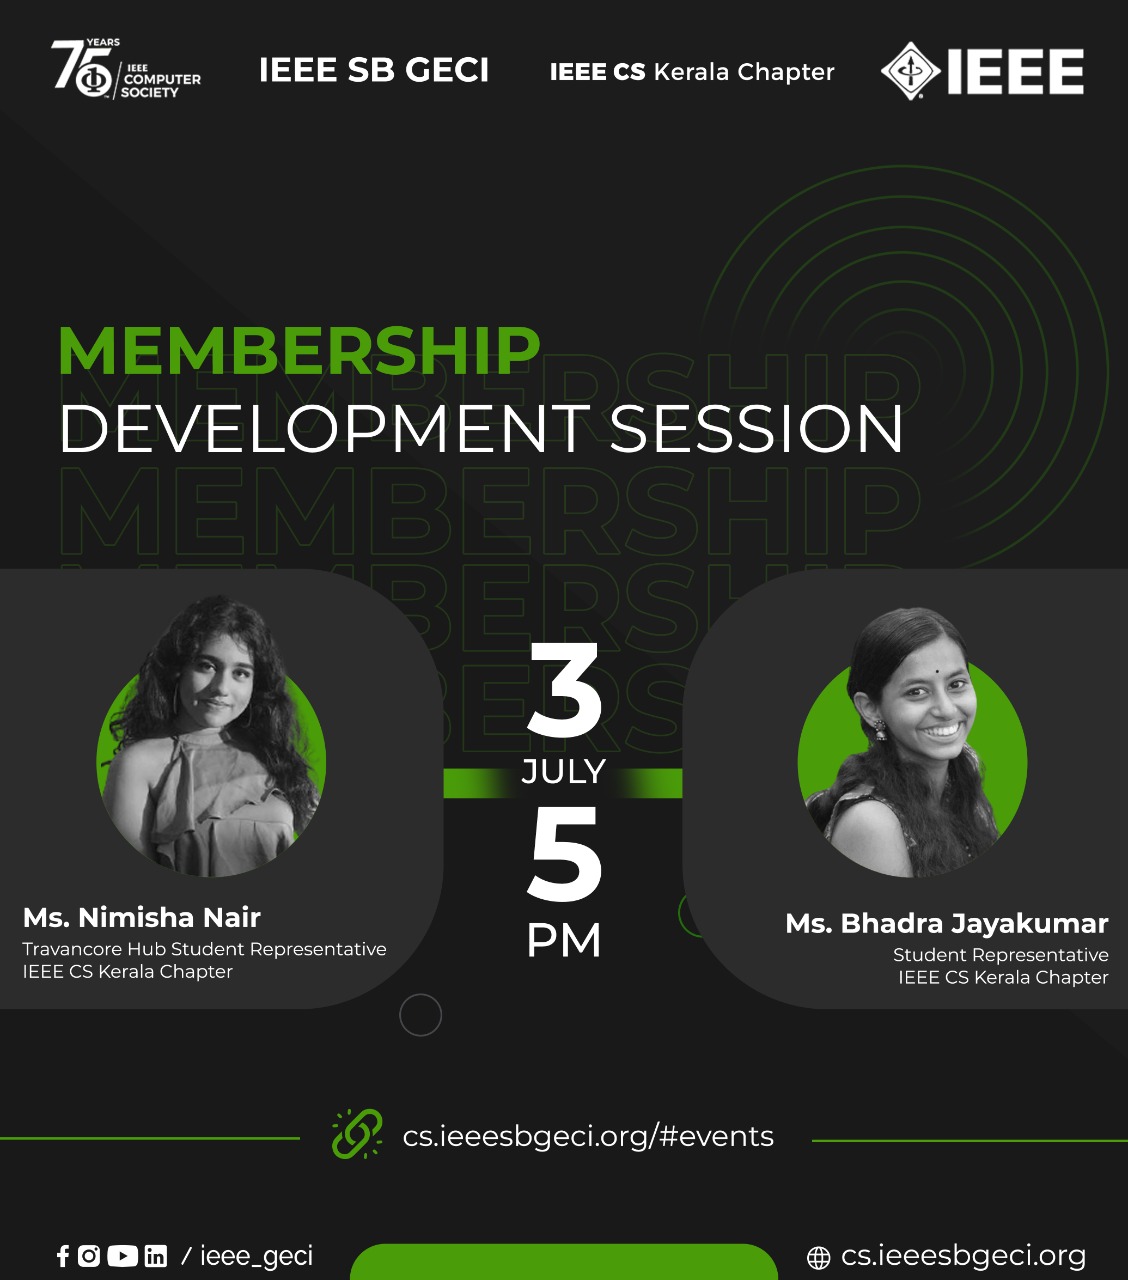 75 YEARS
IEEE
COMPUTER
SOCIETY
IEEE SB GECI
IEEE CS Kerala Chapter
IEEE
MEMBERSHIP
MEMBERSHIP
DEVELOPMENT SESSION
MEMBERSHIP
MEMBERSHIP
3
JULY
5
PM
Ms. Nimisha Nair
Travancore Hub Student Representative
IEEE CS Kerala Chapter
Ms. Bhadra Jayakumar
Student Representative
IEEE CS Kerala Chapter
cs.ieeesbgeci.org/#events
/ ieee_geci
cs.ieeesbgeci.org